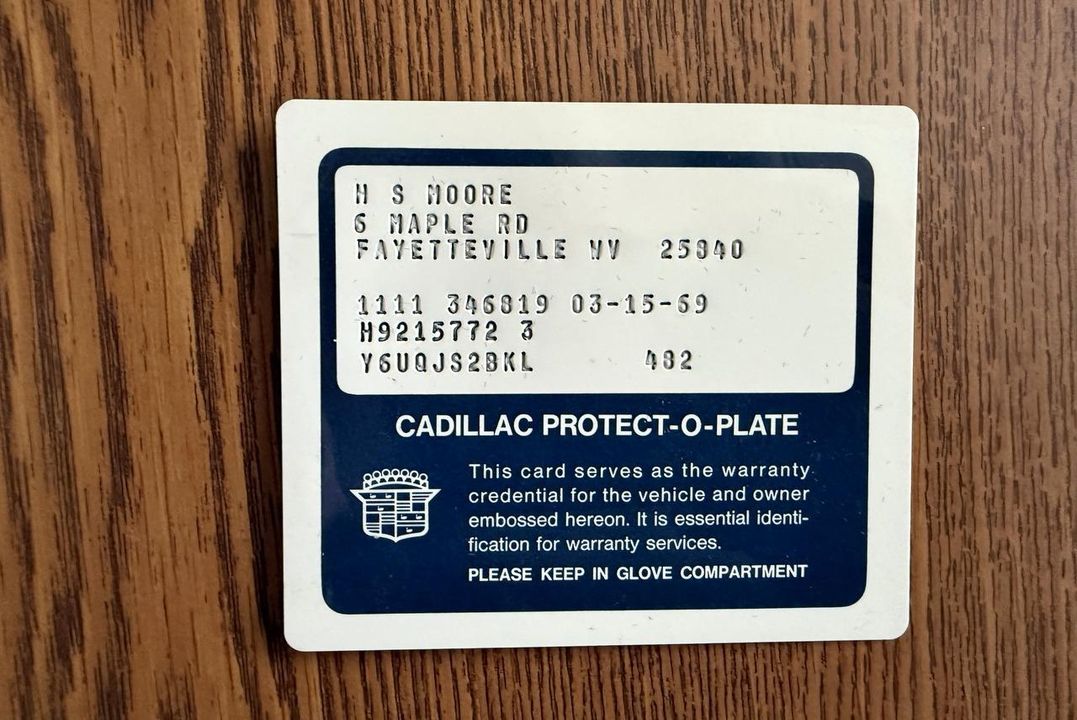 H S MOORE
6 MAPLE RD
FAYETTEVILLE WV 25840
1111 346819 03-15-69
H9215772 3
Y6UQJS2BKL 482
CADILLAC PROTECT-O-PLATE
This card serves as the warranty
credential for the vehicle and owner
embossed hereon. It is essential identi-
fication for warranty services.
PLEASE KEEP IN GLOVE COMPARTMENT